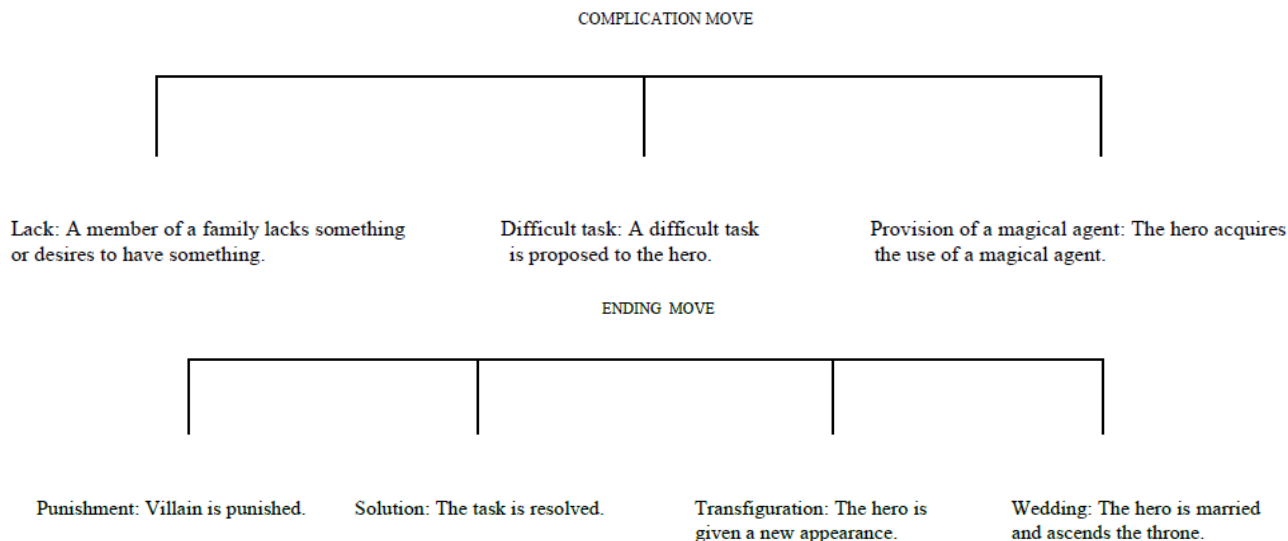 COMPLICATION MOVE
Lack: A member of a family lacks something
or desires to have something.
Difficult task: A difficult task
is proposed to the hero.
Provision of a magical agent: The hero acquires
the use of a magical agent.
ENDING MOVE
Punishment: Villain is punished.
Solution: The task is resolved.
Transfiguration: The hero is
given a new appearance.
Wedding: The hero is married
and ascends the throne.